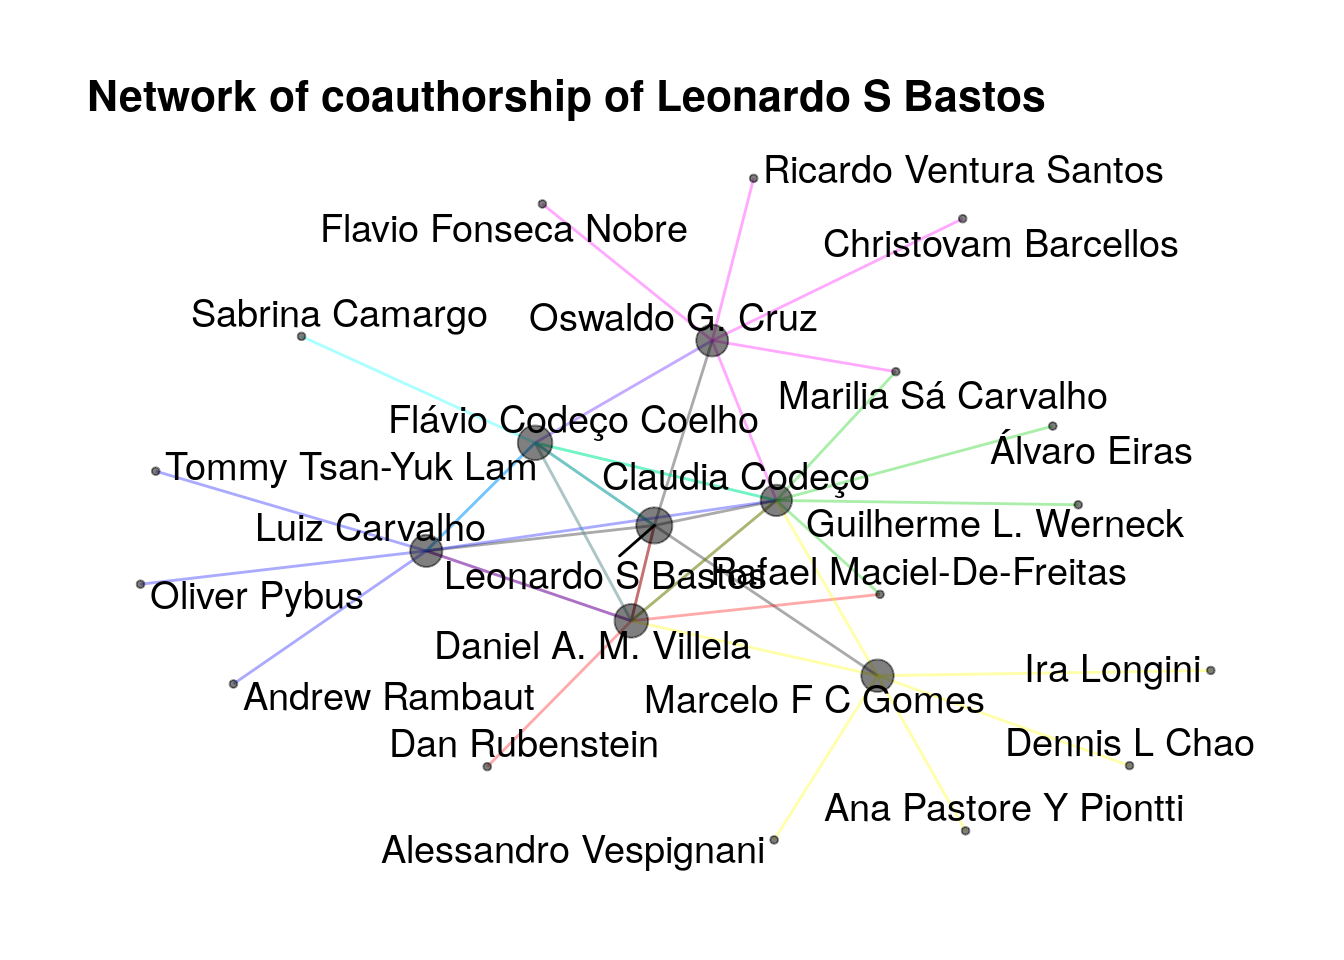 Network of coauthorship of Leonardo S Bastos
Ricardo Ventura Santos
Flavio Fonseca Nobre
Christovam Barcellos
Sabrina Camargo
Oswaldo G. Cruz
Marilia Sá Carvalho
Flávio Codeço Coelho
Álvaro Eiras
Tommy Tsan-Yuk Lam
Claudia Codeço
Luiz Carvalho
Guilherme L. Werneck
Leonardo S Bastos
Rafael Maciel-De-Freitas
Oliver Pybus
Daniel A. M. Villela
Ira Longini
Andrew Rambaut
Marcelo F C Gomes
Dan Rubenstein
Dennis L Chao
Ana Pastore Y Piontti
Alessandro Vespignani